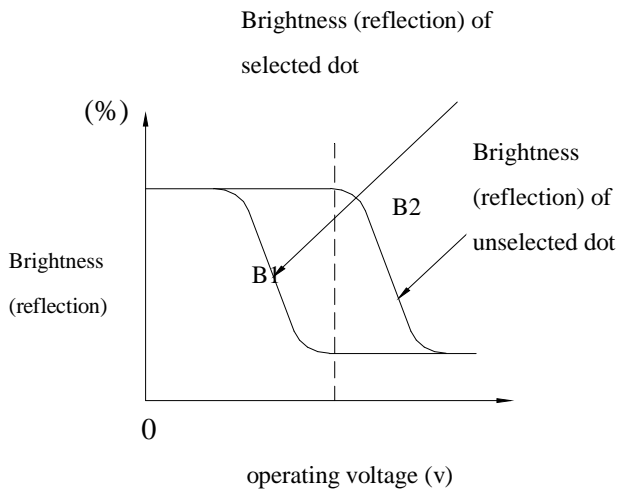 Brightness (reflection) of
selected dot
(%)
Brightness
(reflection) of
unselected dot
B2
B1
Brightness
(reflection)
0
operating voltage (v)